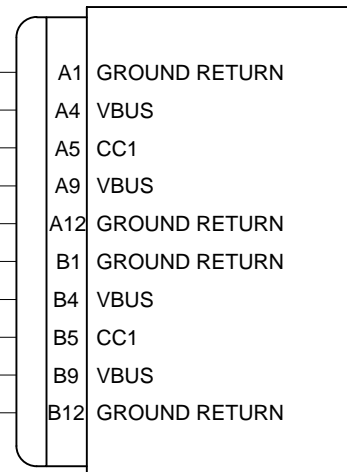 A1 GROUND RETURN
A4 VBUS
A5 CC1
A9 VBUS
A12 GROUND RETURN
B1 GROUND RETURN
B4 VBUS
B5 CC1
B9 VBUS
B12 GROUND RETURN